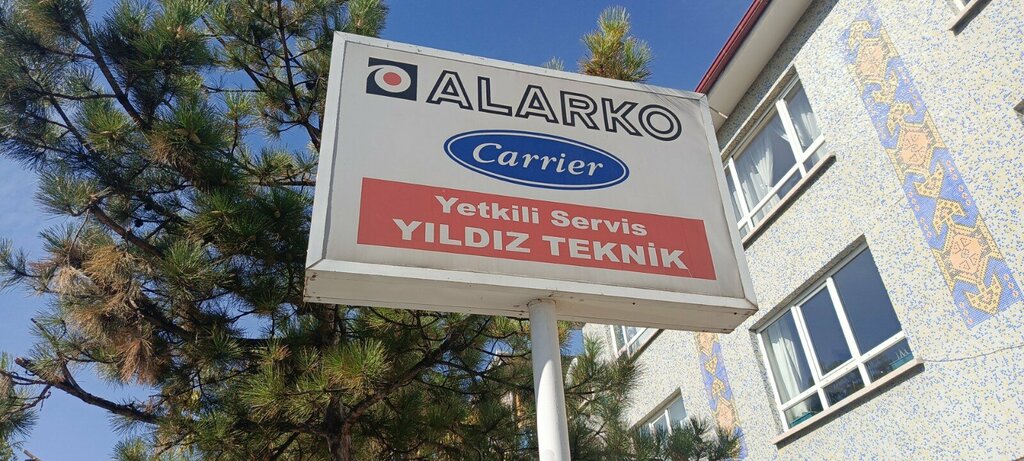 ALARKO
Carrier
Yetkili Servis
YILDIZ TEKNİK